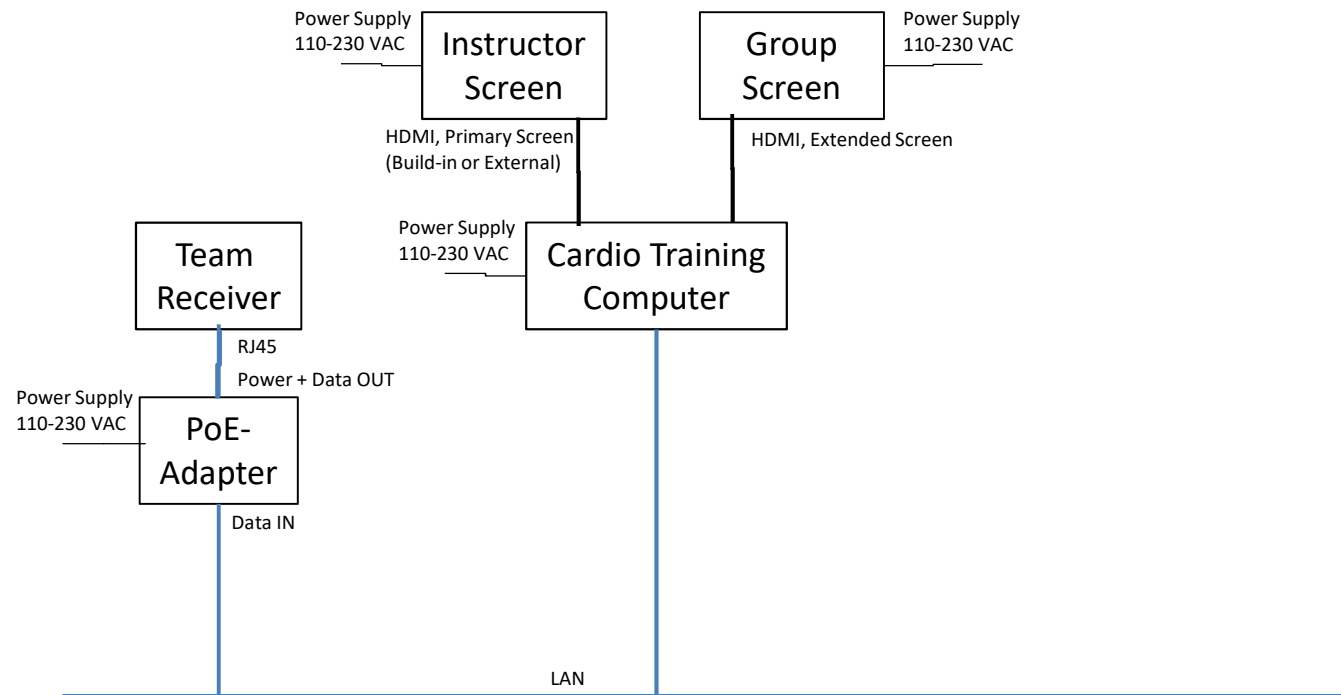 Power Supply
110-230 VAC
Instructor
Screen
Group
Screen
Power Supply
110-230 VAC
HDMI, Primary Screen
(Build-in or External)
HDMI, Extended Screen
Team
Receiver
Power Supply
110-230 VAC
Cardio Training
Computer
RJ45
Power + Data OUT
Power Supply
110-230 VAC
PoE-
Adapter
Data IN
LAN